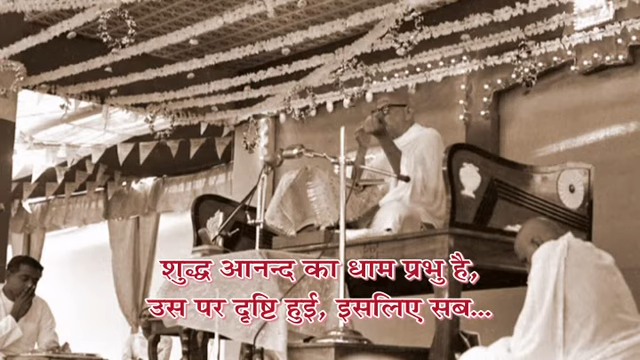 शुद्ध आनन्द का धाम प्रभु है,
उस पर दृष्टि हुई, इसलिए सब...